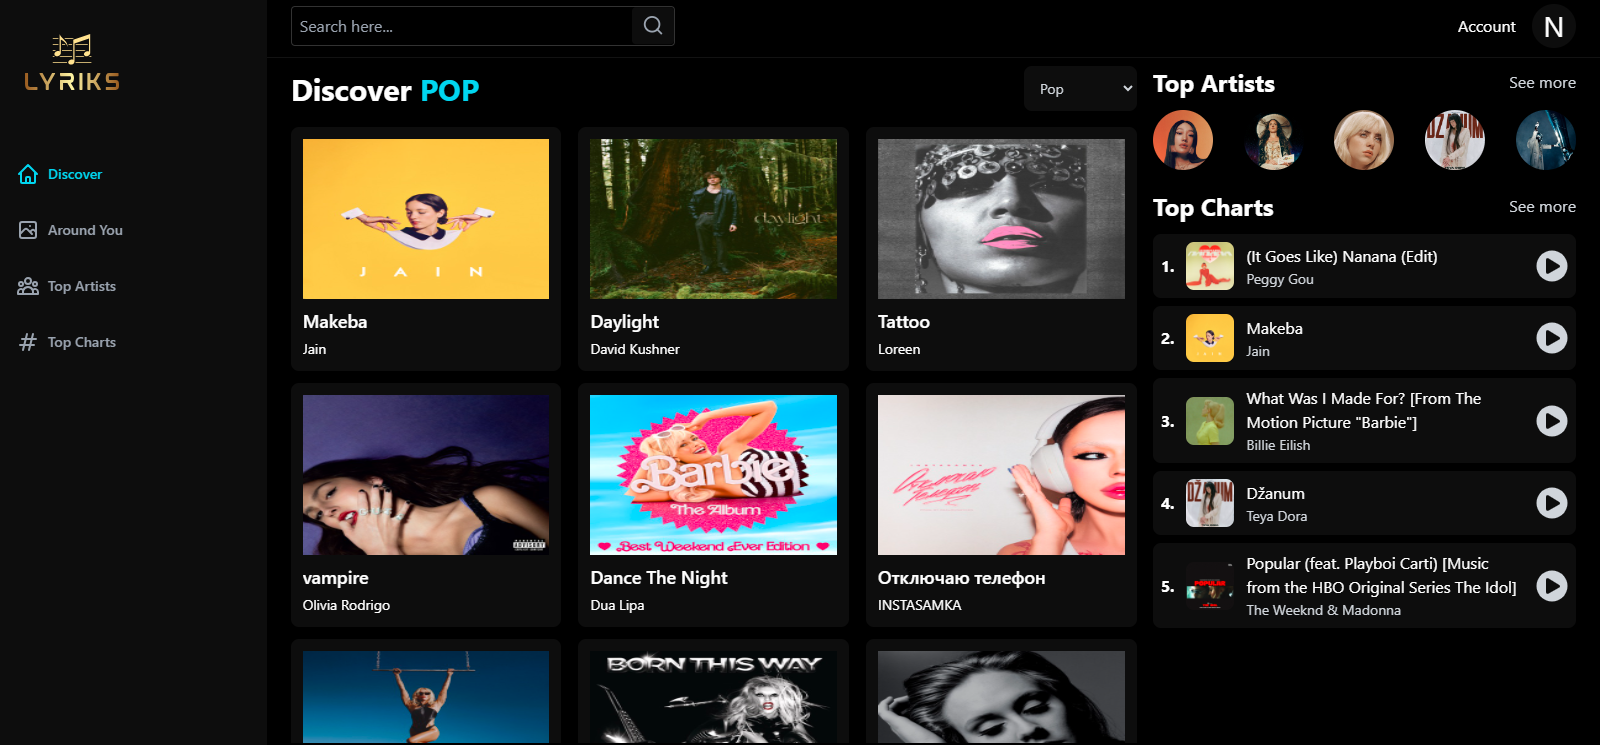 LYRIKS
Discover
Around You
Top Artists
Top Charts
Search here...
Account
N
Discover POP
Pop
JAIN
Makeba
Jain
daylight
Daylight
David Kushner
Tattoo
Loreen
vampire
Olivia Rodrigo
Barbie
The Album
Best Weekend Ever Edition
Dance The Night
Dua Lipa
Отключаю телефон
INSTASAMKA
BORN THIS WAY
Top Artists
See more
DŽANUM
Top Charts
See more
1.
(It Goes Like) Nanana (Edit)
Peggy Gou
2.
Makeba
Jain
3.
What Was I Made For? [From The
Motion Picture "Barbie"]
Billie Eilish
4.
DŽANUM
Džanum
Teya Dora
5.
POPULAR
Popular (feat. Playboi Carti) [Music
from the HBO Original Series The Idol]
The Weeknd & Madonna